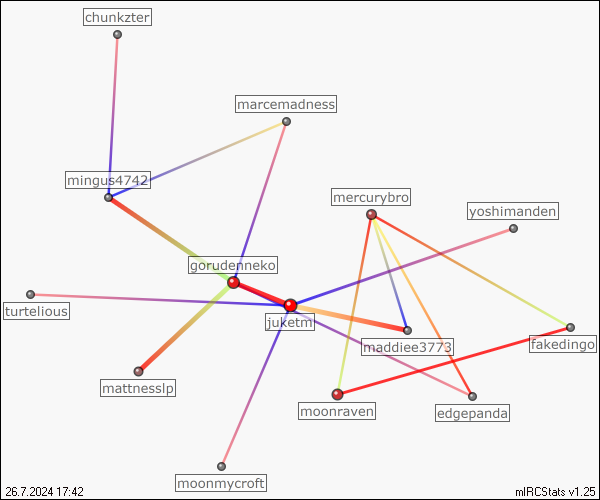 chunkzter
marcemadness
mingus4742
mercurybro
yoshimanden
gorudenneko
turtelious
juketm
maddiee3773
fakedingo
mattnesslp
moonraven
edgepanda
moonmycroft
26.7.2024 17:42
mIRCStats v1.25